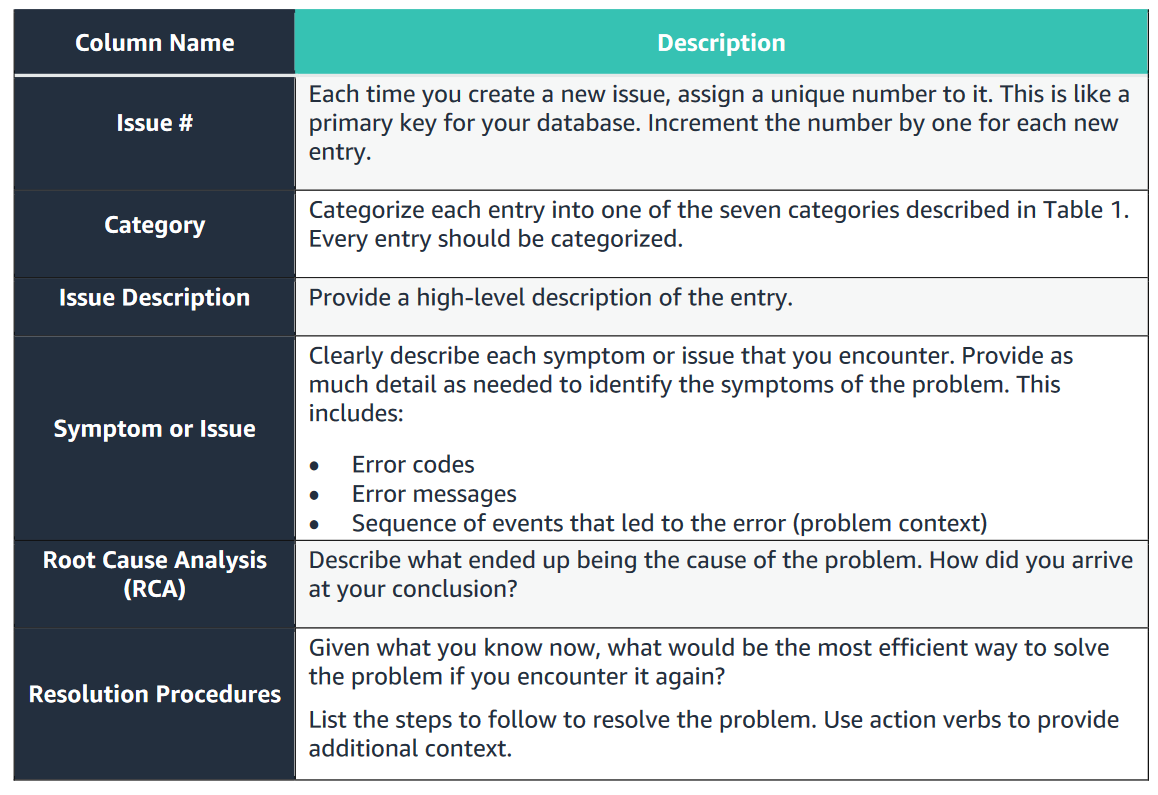 Column Name
Description
Issue #
Each time you create a new issue, assign a unique number to it. This is like a
primary key for your database. Increment the number by one for each new
entry.
Category
Categorize each entry into one of the seven categories described in Table 1.
Every entry should be categorized.
Issue Description
Provide a high-level description of the entry.
Symptom or Issue
Clearly describe each symptom or issue that you encounter. Provide as
much detail as needed to identify the symptoms of the problem. This
includes:
• Error codes
• Error messages
• Sequence of events that led to the error (problem context)
Root Cause Analysis
(RCA)
Describe what ended up being the cause of the problem. How did you arrive
at your conclusion?
Resolution Procedures
Given what you know now, what would be the most efficient way to solve
the problem if you encounter it again?
List the steps to follow to resolve the problem. Use action verbs to provide
additional context.